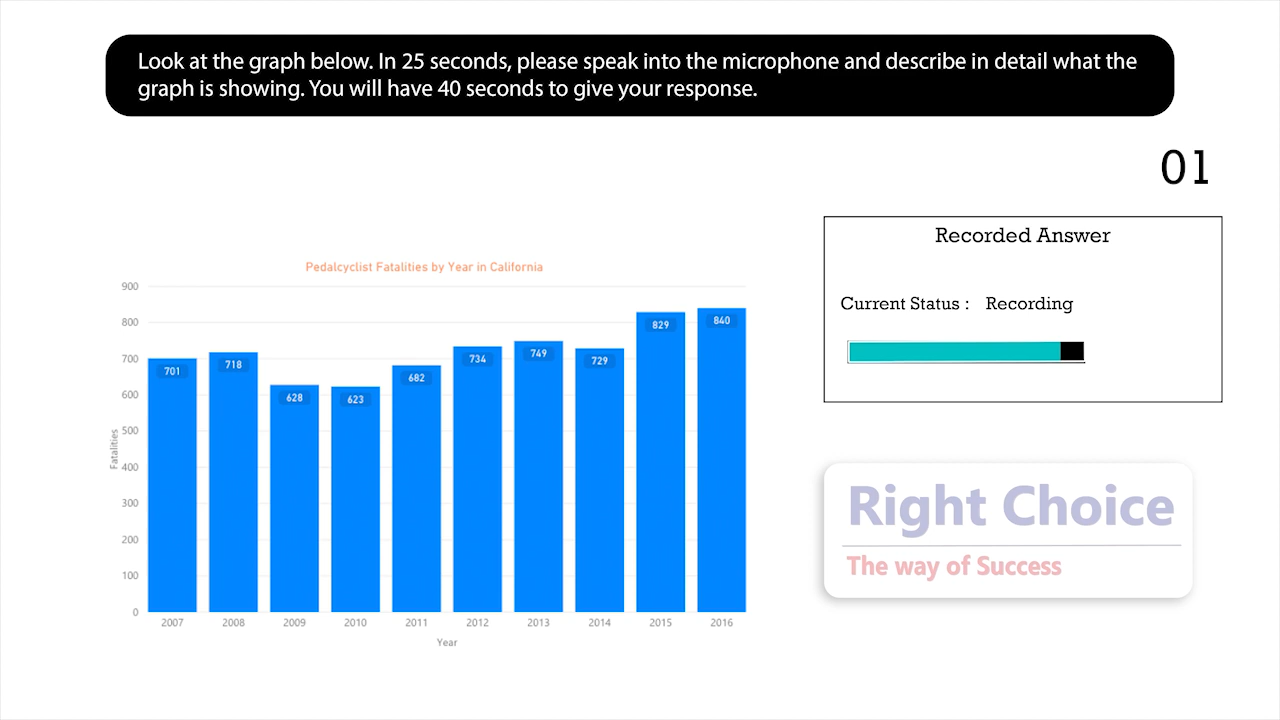 Look at the graph below. In 25 seconds, please speak into the microphone and describe in detail what the
graph is showing. You will have 40 seconds to give your response.
01
Recorded Answer
Current Status : Recording
Pedalcyclist Fatalities by Year in California
900
800
700
600
500
400
300
200
100
0
Fatalities
701
718
628
623
682
734
749
729
829
840
2007 2008 2009 2010 2011 2012 2013 2014 2015 2016
Year
Right Choice
The way of Success